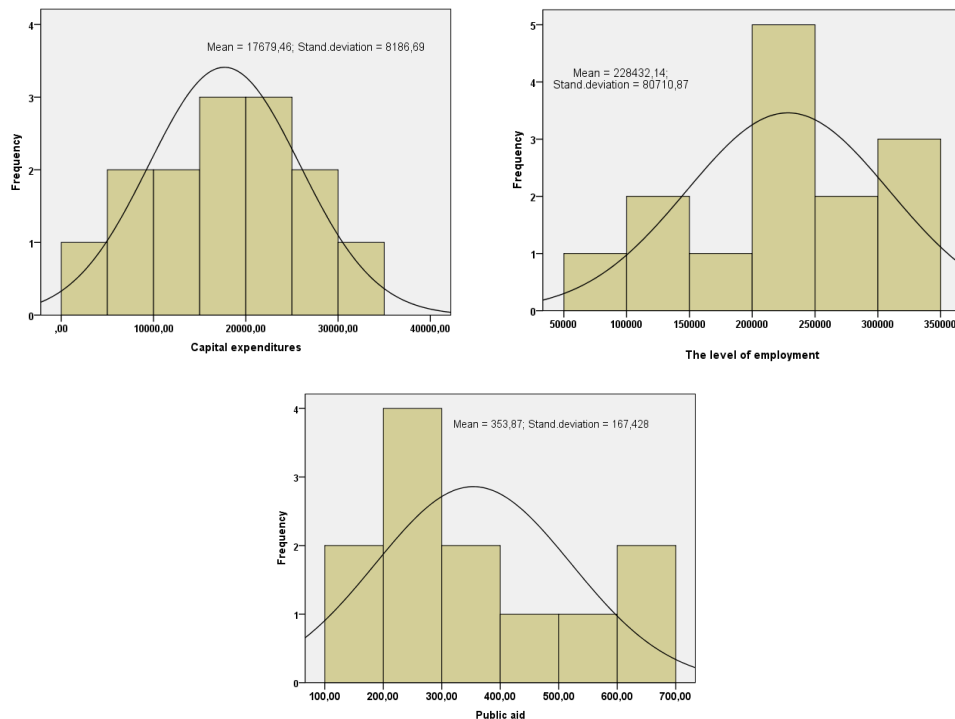 Mean = 17679,46; Stand.deviation = 8186,69
Frequency
4
3
2
1
0
,00 10000,00 20000,00 30000,00 40000,00
Capital expenditures
Mean = 228432,14;
Stand.deviation = 80710,87
Frequency
5
4
3
2
1
0
50000 100000 150000 200000 250000 300000 350000
The level of employment
Mean = 353,87; Stand.deviation = 167,428
Frequency
4
3
2
1
0
100,00 200,00 300,00 400,00 500,00 600,00 700,00
Public aid